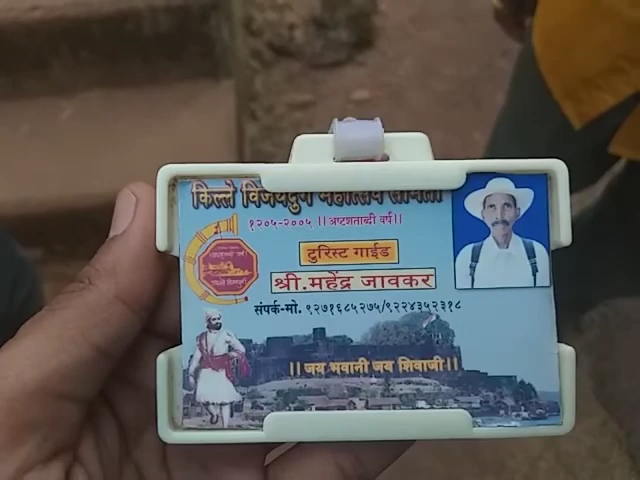 किल्ले विजयदुर्ग महोत्सव समिती
१२०५-२००५ ॥ अष्टशताब्दी वर्ष॥
टुरिस्ट गाईड
श्री.महेंद्र जावकर
संपर्क-मो. ९२७१६८५२७५/९२२४३५२३१८
॥ जय भवानी जय शिवाजी॥